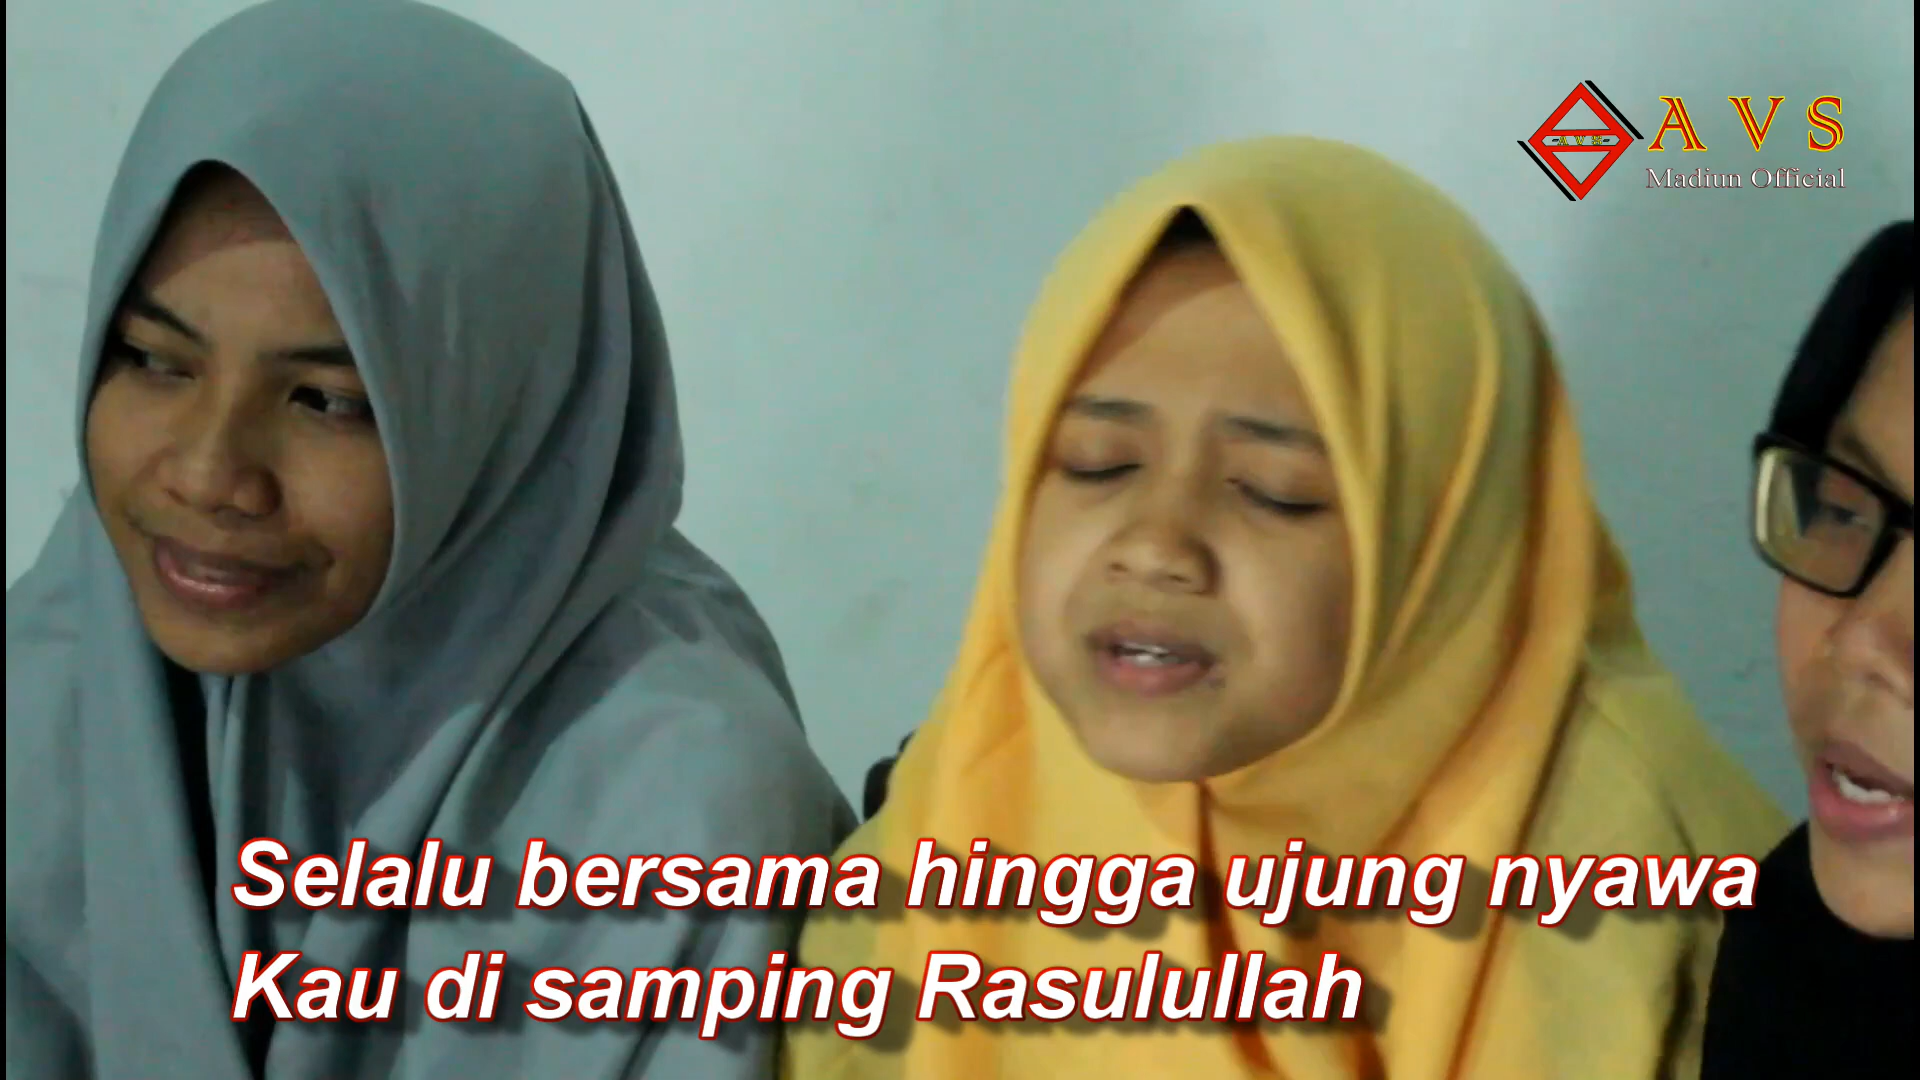 A V S
A V S
Madiun Official
Selalu bersama hingga ujung nyawa
Kau di samping Rasulullah